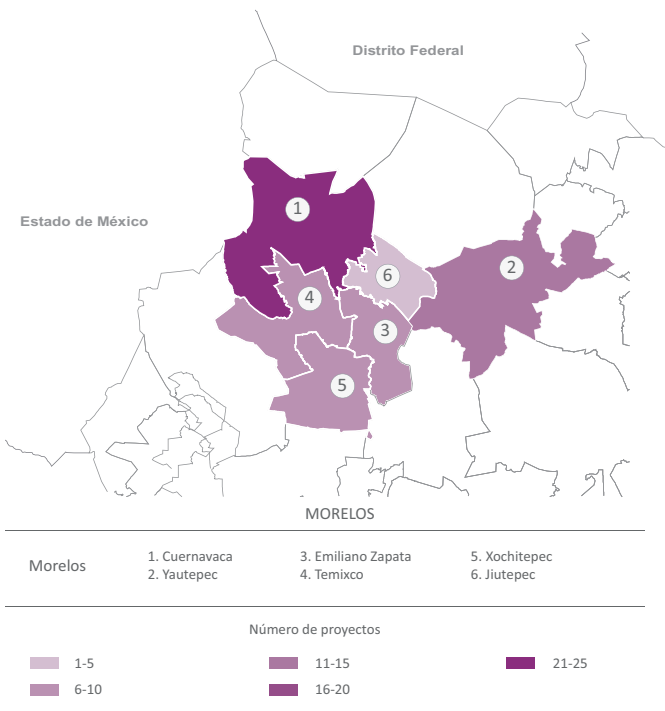 Distrito Federal
Estado de México
1
2
6
4
3
5
MORELOS
Morelos
1. Cuernavaca
2. Yautepec
3. Emiliano Zapata
4. Temixco
5. Xochitepec
6. Jiutepec
Número de proyectos
1-5
6-10
11-15
16-20
21-25